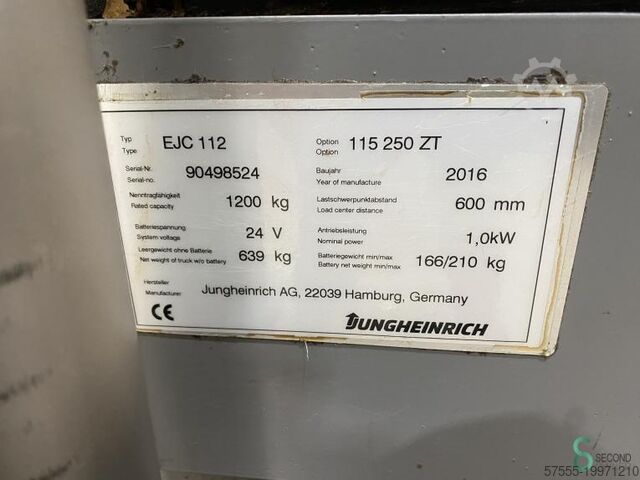 Typ EJC 112 Option 115 250 ZT
Type Option
Serial-Nr. 90498524 Baujahr 2016
Serial-no. Year of manufacture
Nenntragfähigkeit 1200 kg Lastschwerpunktabstand 600 mm
Rated capacity Load center distance
Batteriespannung 24 V Antriebsleistung 1,0kW
System voltage Nominal power
Leergewicht ohne Batterie 639 kg Batteriegewicht min/max 166/210 kg
Net weight of truck w/o battery Battery net weight min/max
Hersteller Jungheinrich AG, 22039 Hamburg, Germany
Manufacturer
CE JUNGHEINRICH
S SECOND
57555-19971210